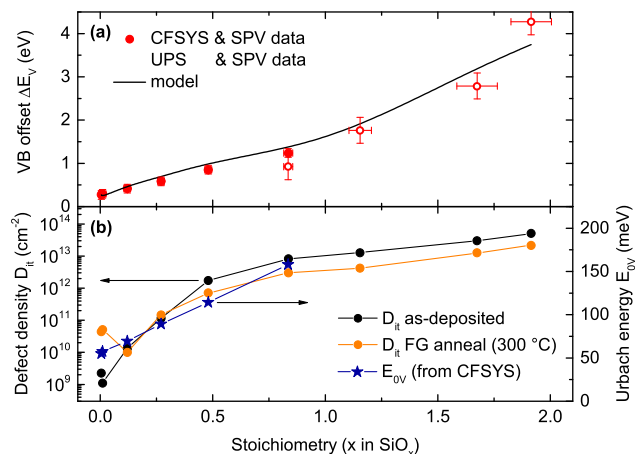 (a)
CFSYS & SPV data
UPS & SPV data
model
VB offset ΔE_V (eV)
4
3
2
1
0
(b)
Defect density D_it (cm^-2)
10^14
10^13
10^12
10^11
10^10
10^9
D_it as-deposited
D_it FG anneal (300 °C)
E_0V (from CFSYS)
200
150
100
50
0
Urbach energy E_0V (meV)
0.0 0.5 1.0 1.5 2.0
Stoichiometry (x in SiO_x)